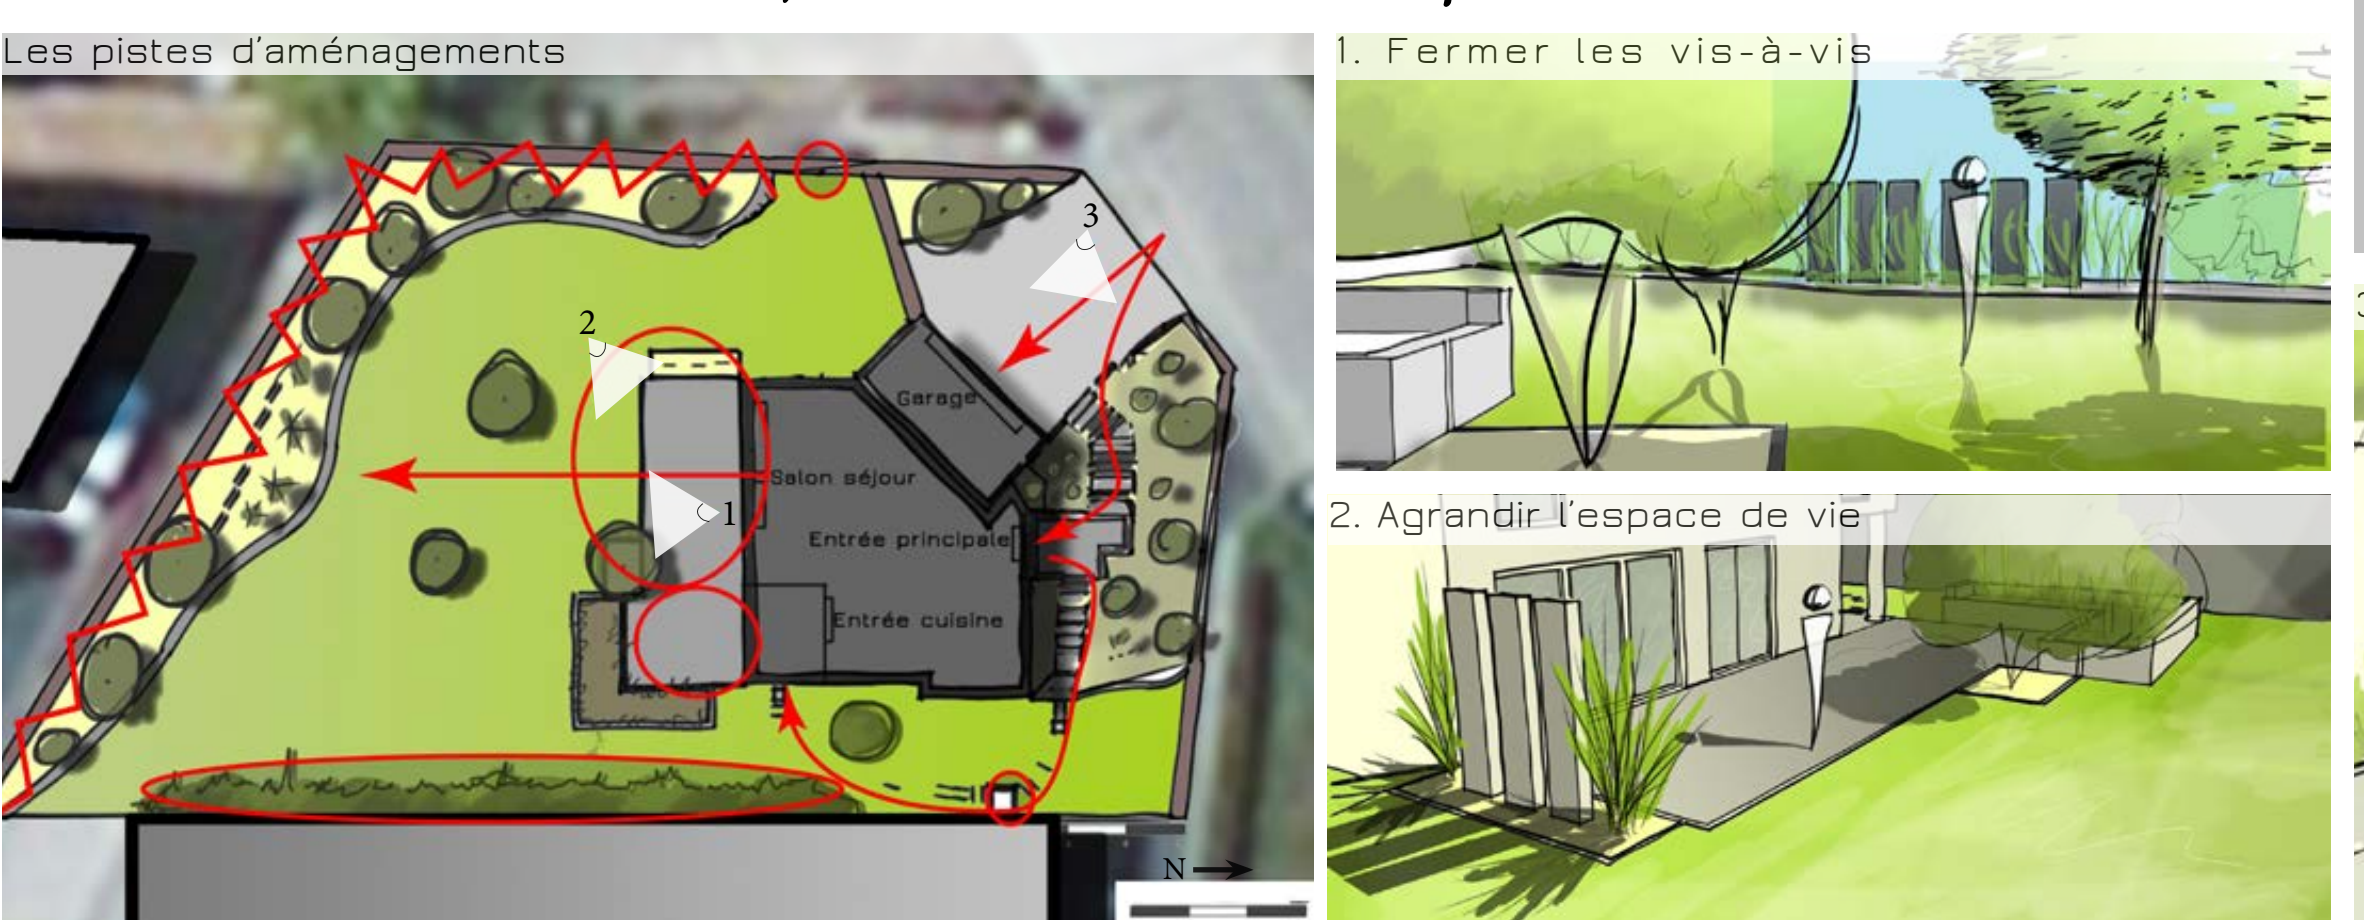 Les pistes d'aménagements
3
2
Garage
Salon séjour
1
Entrée principale
Entrée cuisine
N
1. Fermer les vis-à-vis
2. Agrandir l'espace de vie